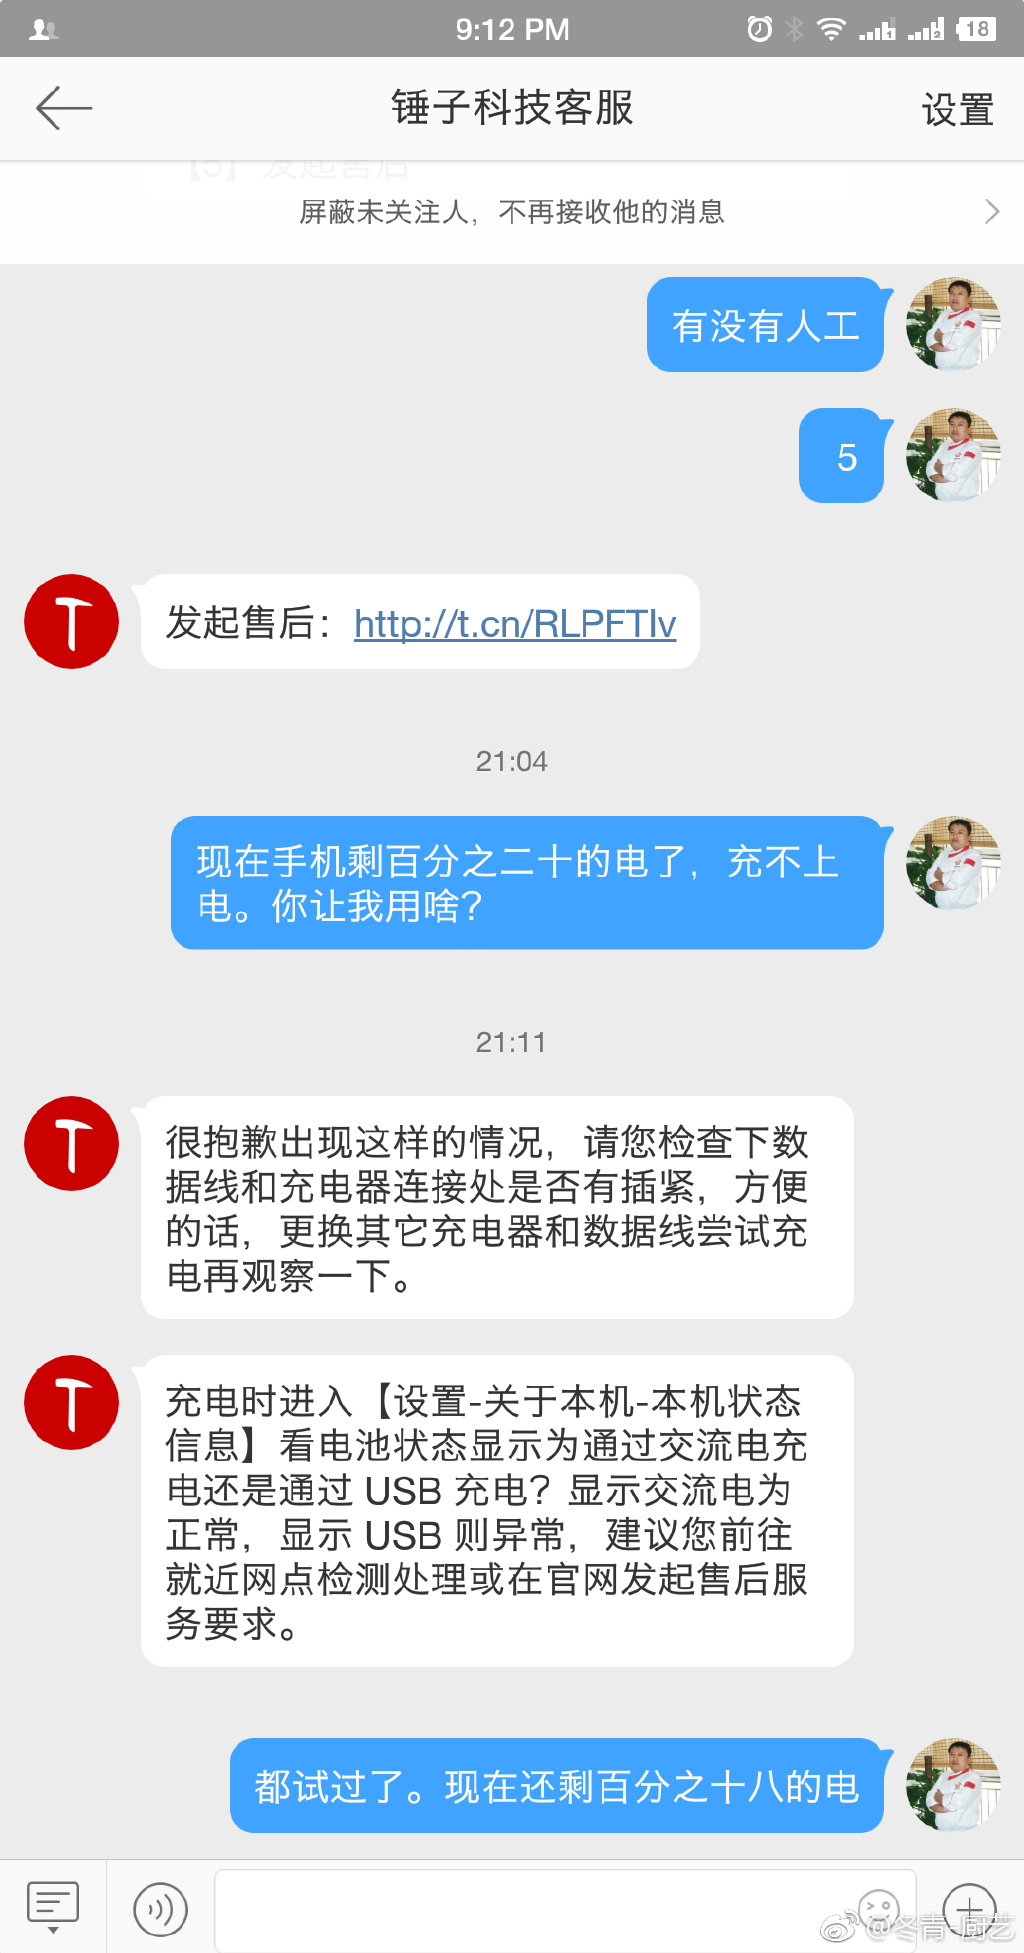 9:12 PM
1
2
18
锤子科技客服
设置
【5】发起售后
屏蔽未关注人，不再接收他的消息
有没有人工
5
发起售后：http://t.cn/RLPFTlv
21:04
现在手机剩百分之二十的电了，充不上
电。你让我用啥？
21:11
很抱歉出现这样的情况，请您检查下数
据线和充电器连接处是否有插紧，方便
的话，更换其它充电器和数据线尝试充
电再观察一下。
充电时进入【设置-关于本机-本机状态
信息】看电池状态显示为通过交流电充
电还是通过 USB 充电？显示交流电为
正常，显示 USB 则异常，建议您前往
就近网点检测处理或在官网发起售后服
务要求。
都试过了。现在还剩百分之十八的电
@冬青-厨艺